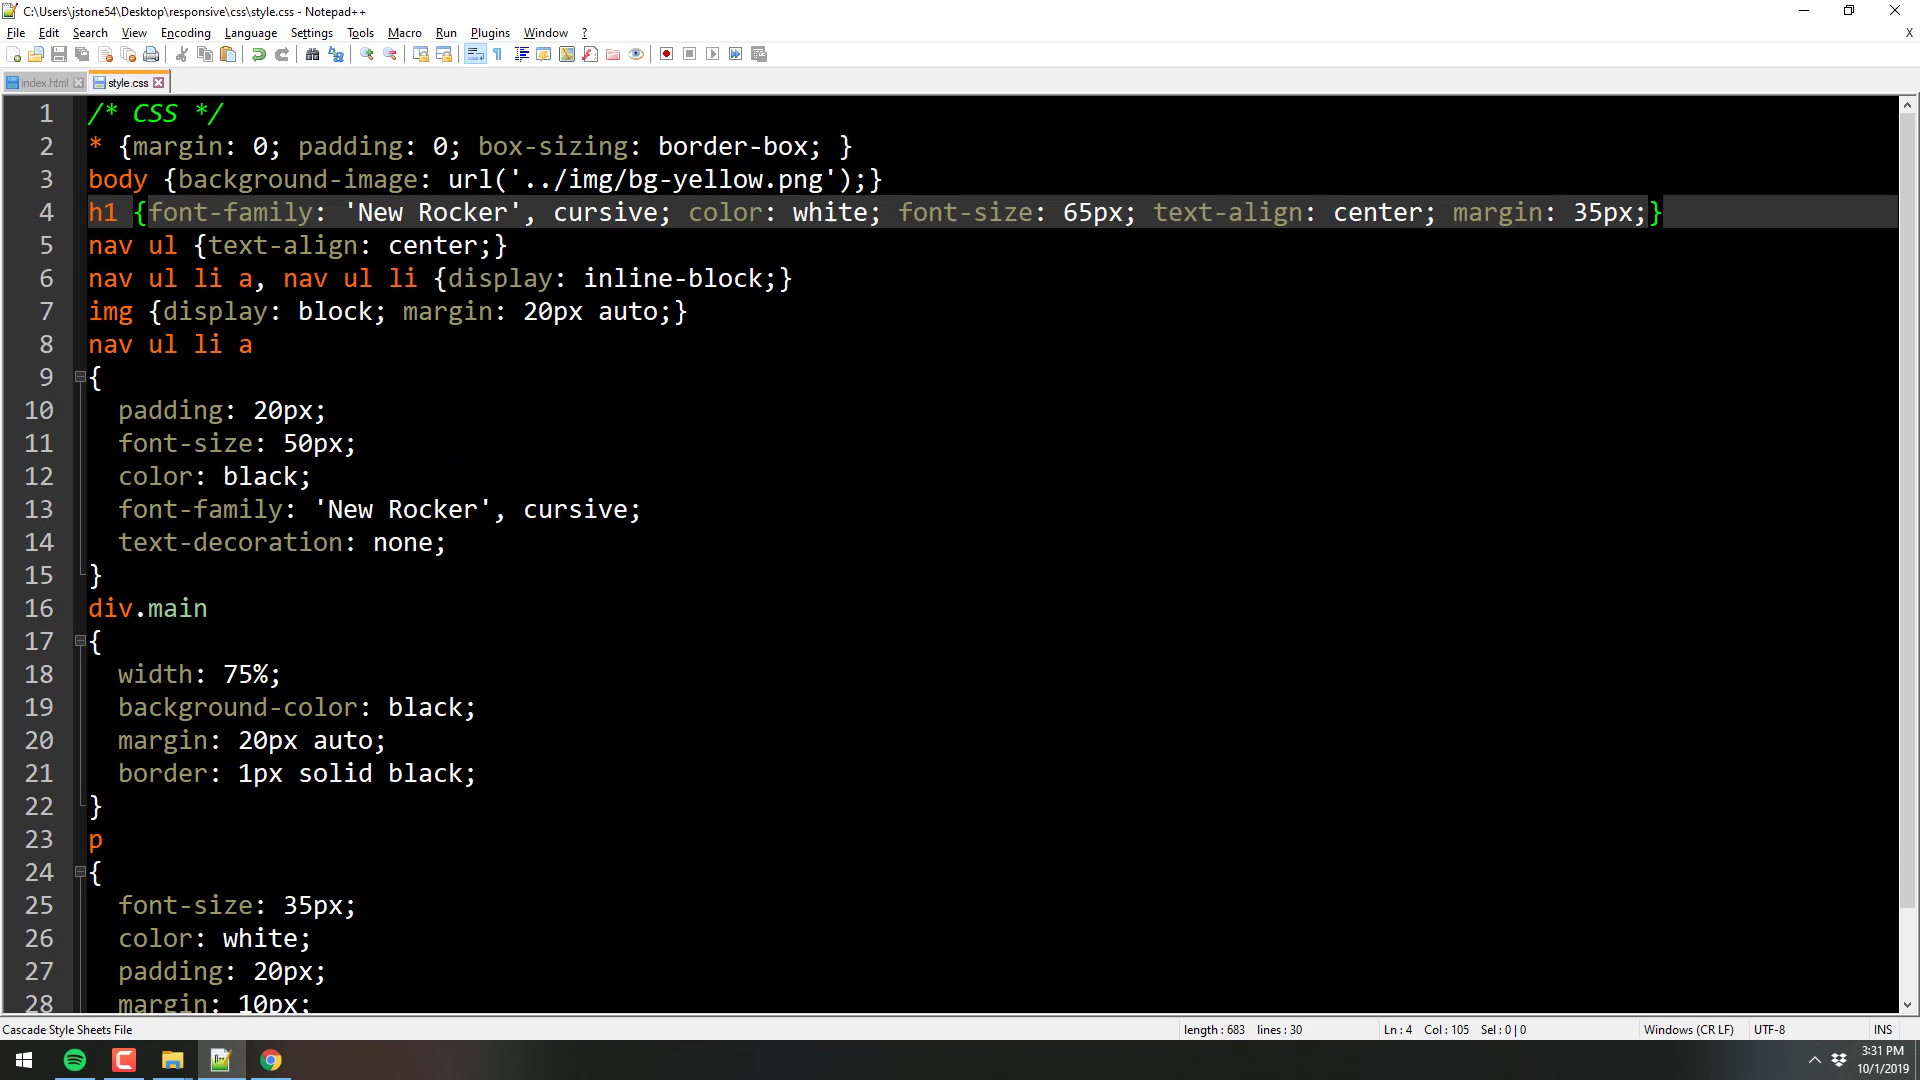 C:\Users\jstone54\Desktop\responsive\css\style.css - Notepad++
File Edit Search View Encoding Language Settings Tools Macro Run Plugins Window ? X
index.html style.css
1 /* CSS */
2 * {margin: 0; padding: 0; box-sizing: border-box; }
3 body {background-image: url('../img/bg-yellow.png');}
4 h1 {font-family: 'New Rocker', cursive; color: white; font-size: 65px; text-align: center; margin: 35px;}
5 nav ul {text-align: center;}
6 nav ul li a, nav ul li {display: inline-block;}
7 img {display: block; margin: 20px auto;}
8 nav ul li a
9 {
10 padding: 20px;
11 font-size: 50px;
12 color: black;
13 font-family: 'New Rocker', cursive;
14 text-decoration: none;
15 }
16 div.main
17 {
18 width: 75%;
19 background-color: black;
20 margin: 20px auto;
21 border: 1px solid black;
22 }
23 p
24 {
25 font-size: 35px;
26 color: white;
27 padding: 20px;
28 margin: 10px;
Cascade Style Sheets File length : 683 lines : 30 Ln : 4 Col : 105 Sel : 0 | 0 Windows (CR LF) UTF-8 INS
3:31 PM
10/1/2019